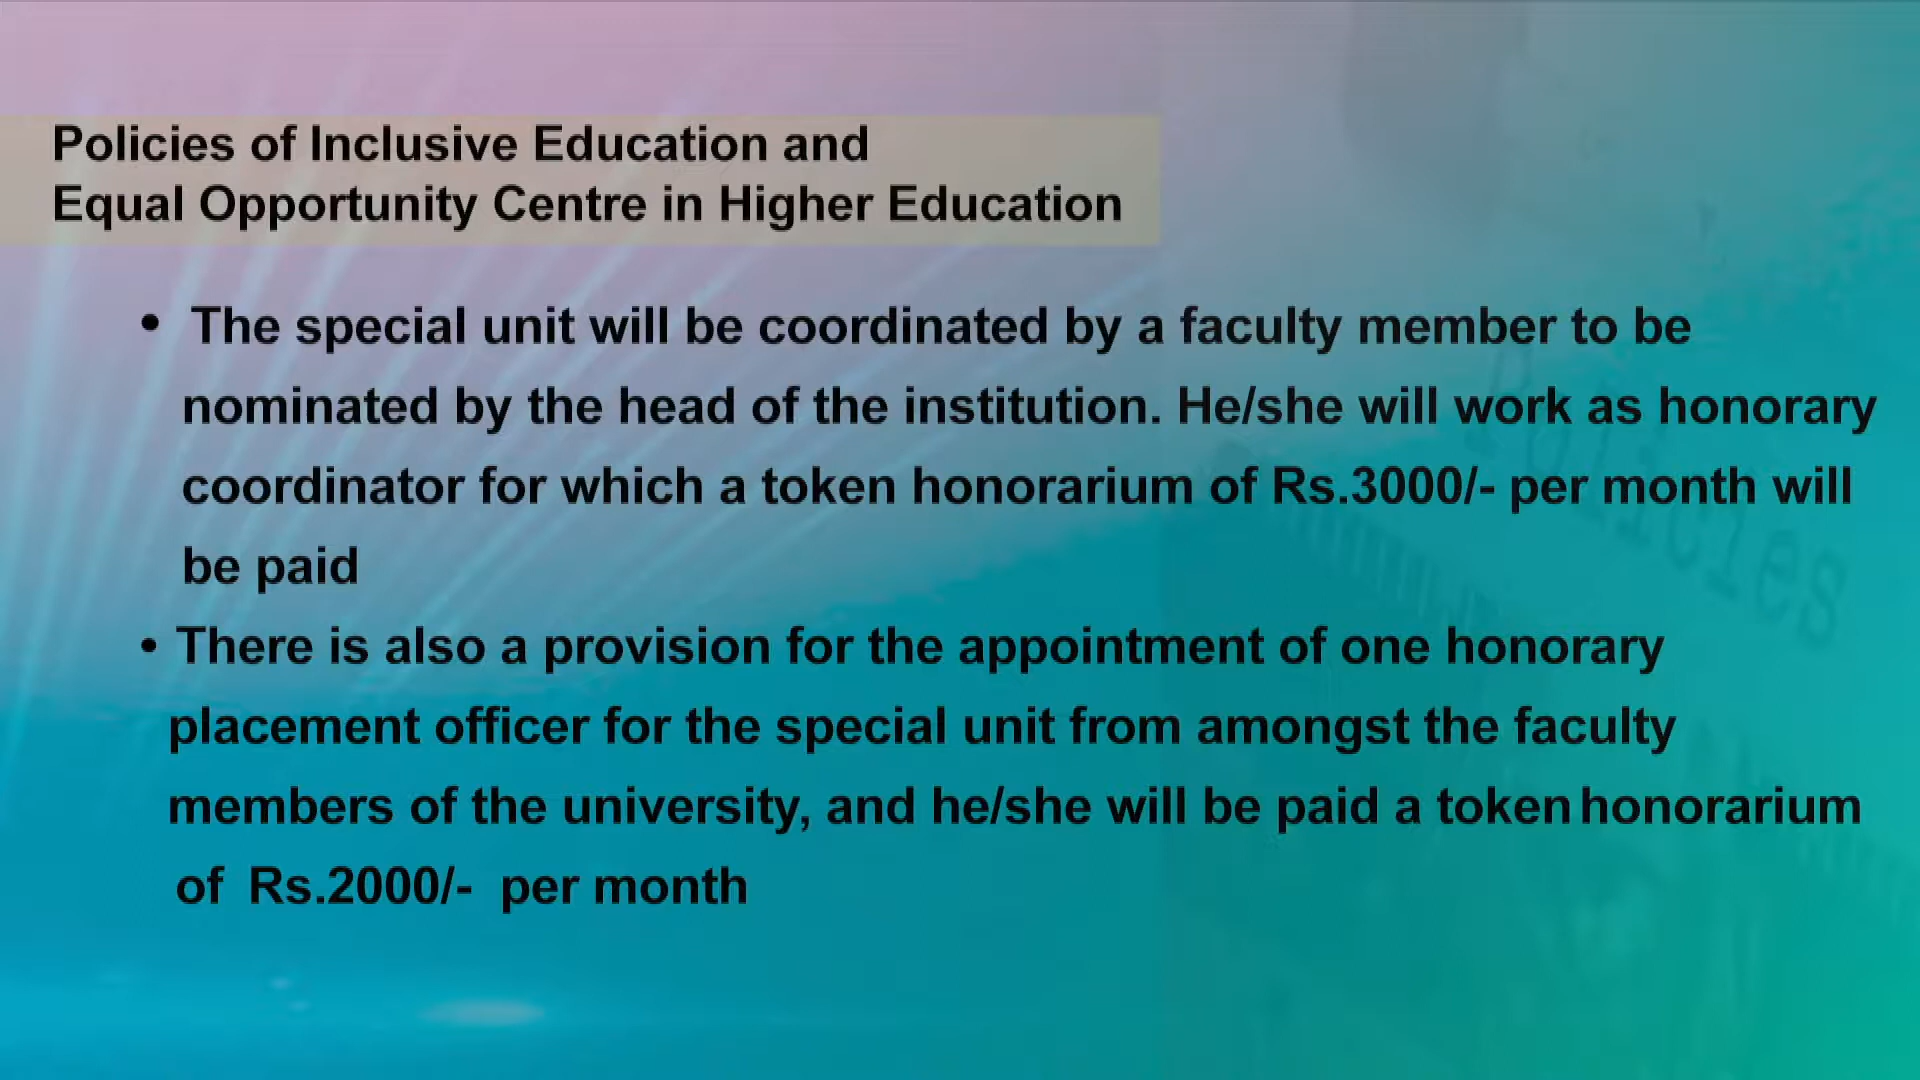 Policies of Inclusive Education and
Equal Opportunity Centre in Higher Education
• The special unit will be coordinated by a faculty member to be
nominated by the head of the institution. He/she will work as honorary
coordinator for which a token honorarium of Rs.3000/- per month will
be paid
• There is also a provision for the appointment of one honorary
placement officer for the special unit from amongst the faculty
members of the university, and he/she will be paid a token honorarium
of Rs.2000/- per month
Policies